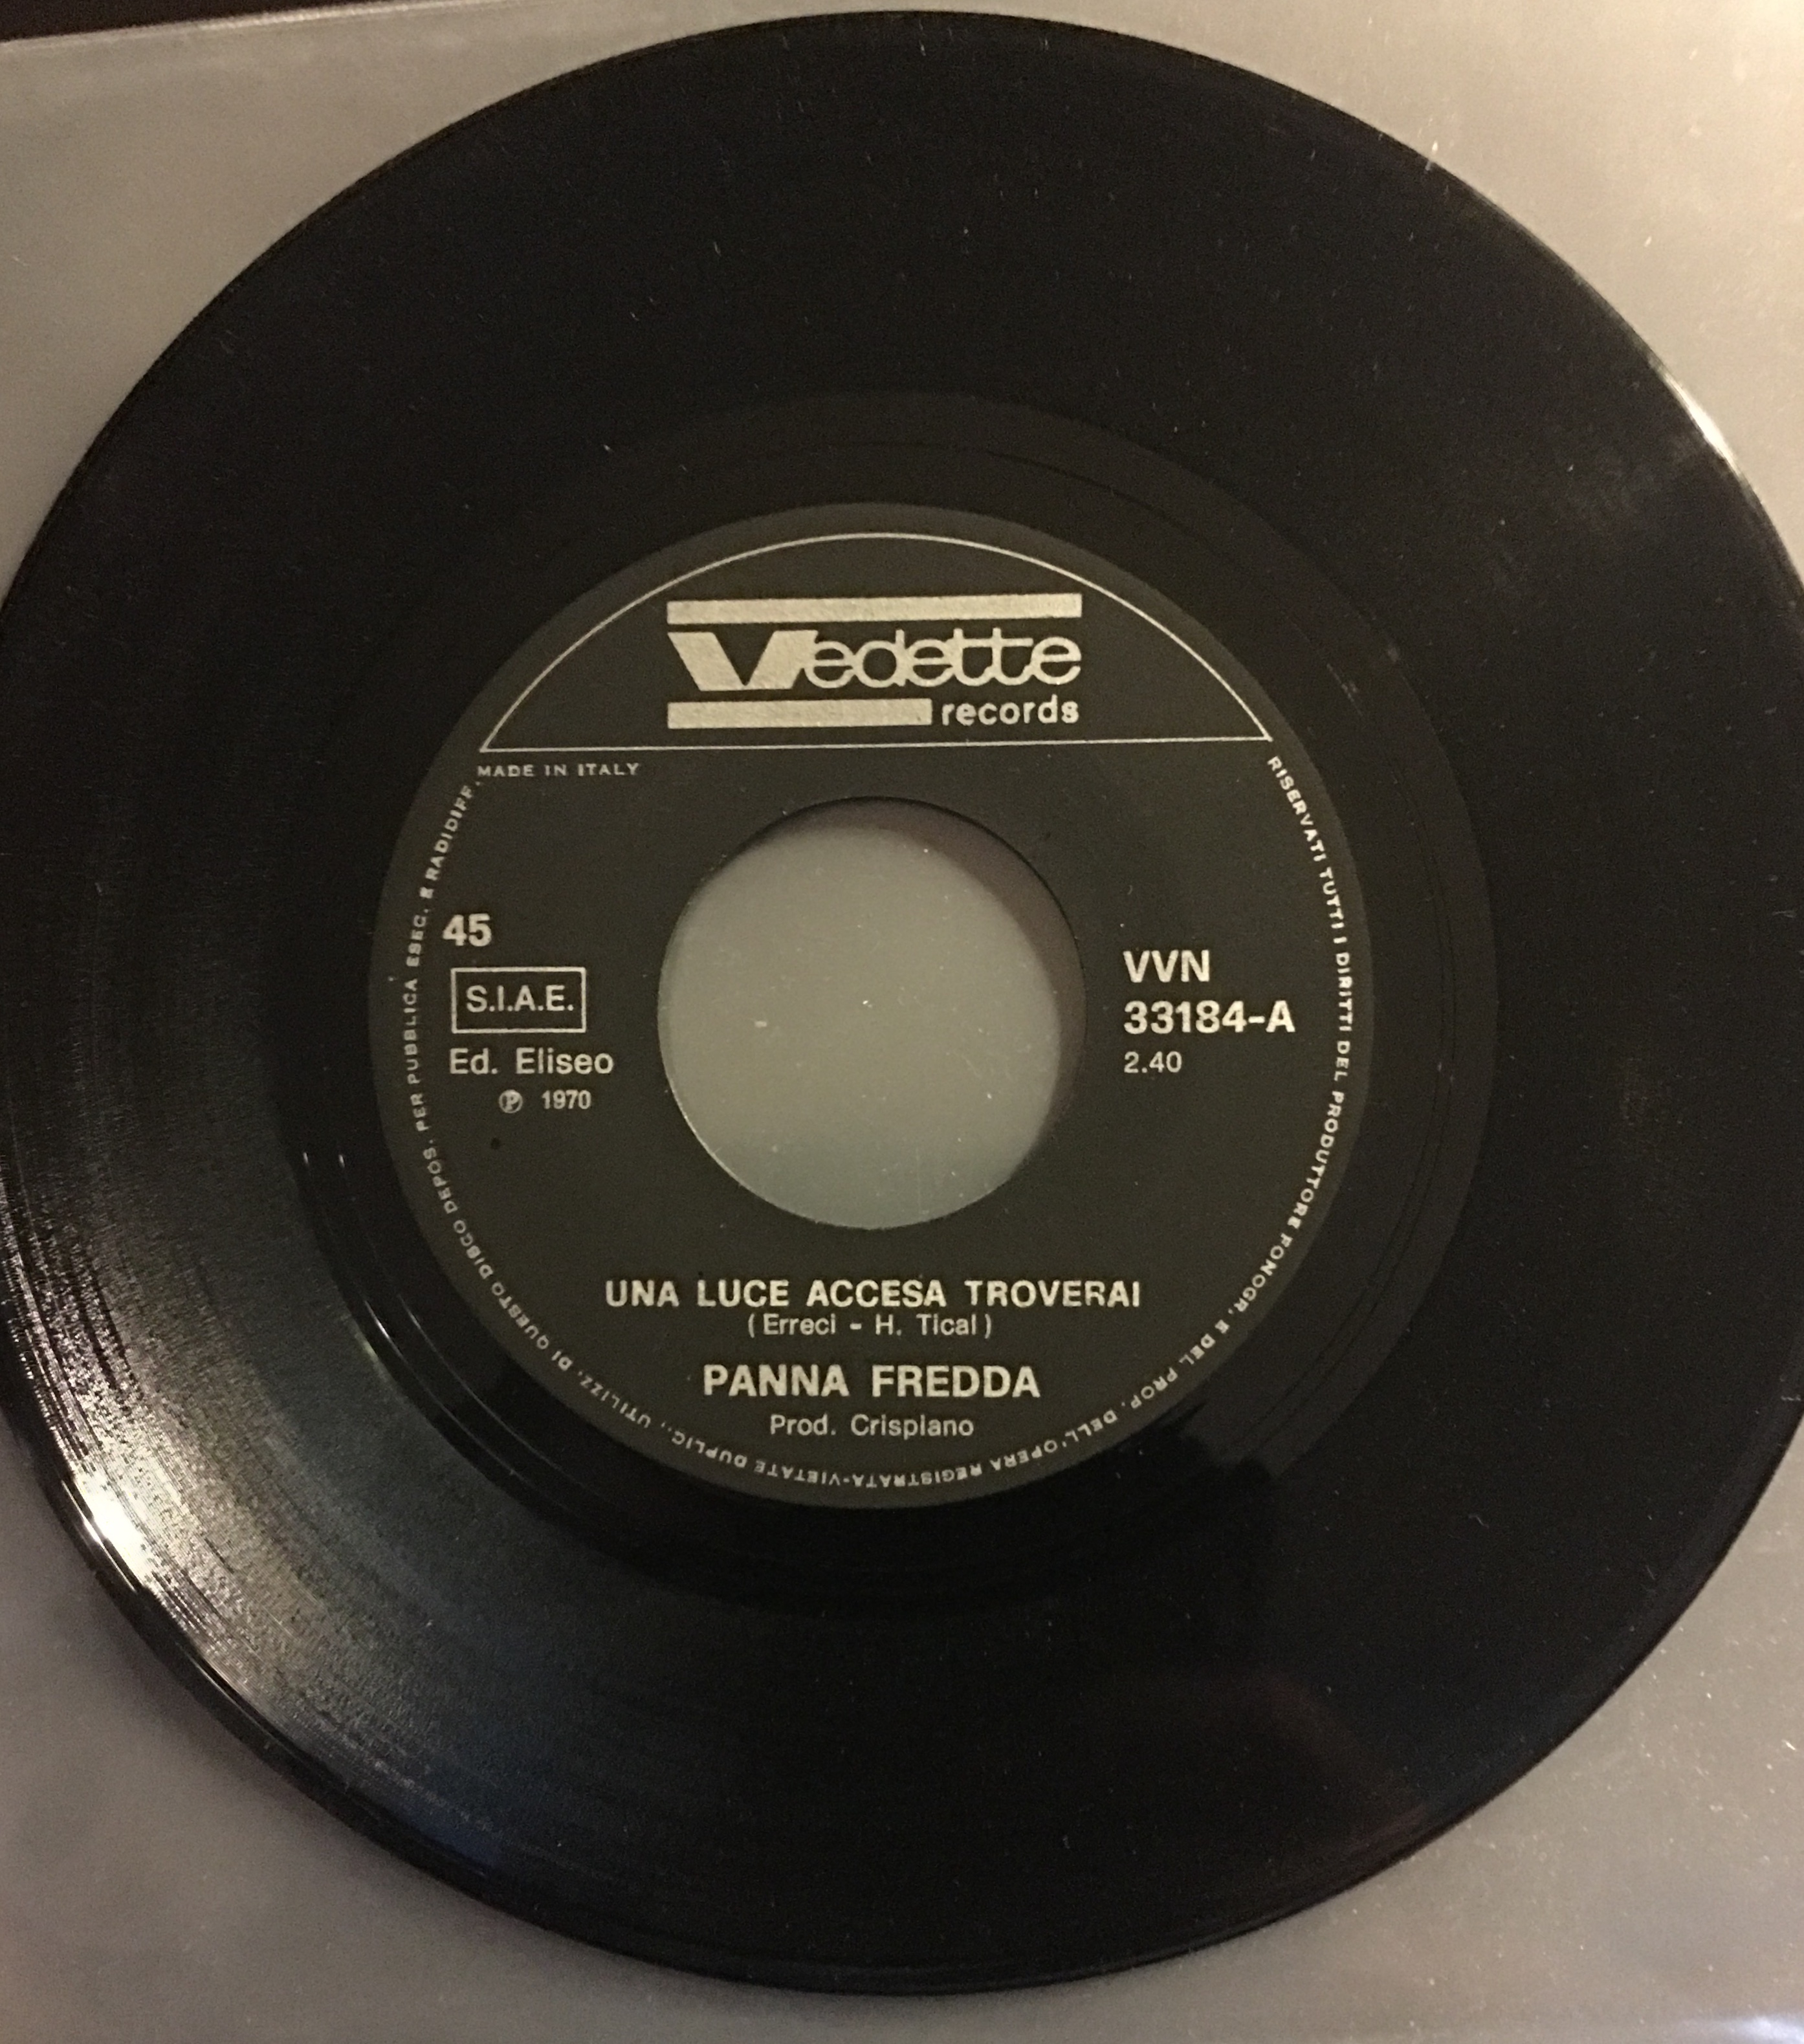 Vedette
records
MADE IN ITALY
45
S.I.A.E.
Ed. Eliseo
Ⓟ 1970
VVN
33184-A
2.40
UNA LUCE ACCESA TROVERAI
(Erreci - H. Tical)
PANNA FREDDA
Prod. Crispiano
RISERVATI TUTTI I DIRITTI DEL PRODUTTORE FONOGR. E DEL PROP. DELL'OPERA REGISTRATA-VIETATE DUPLIC., UTILIZZ. DI QUESTO DISCO DEPOS. PER PUBBLICA ESEC. E RADIDIFF.